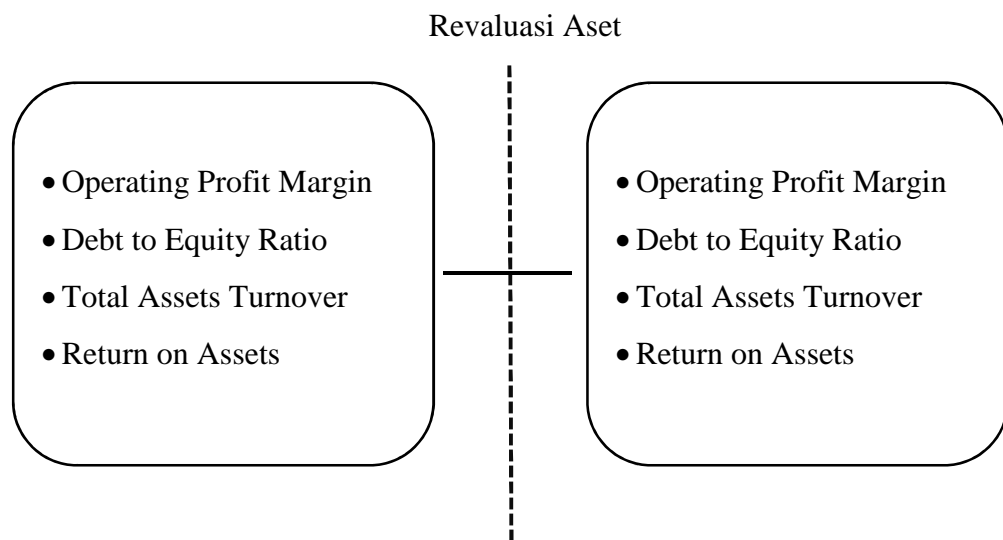 Revaluasi Aset
• Operating Profit Margin
• Debt to Equity Ratio
• Total Assets Turnover
• Return on Assets
• Operating Profit Margin
• Debt to Equity Ratio
• Total Assets Turnover
• Return on Assets